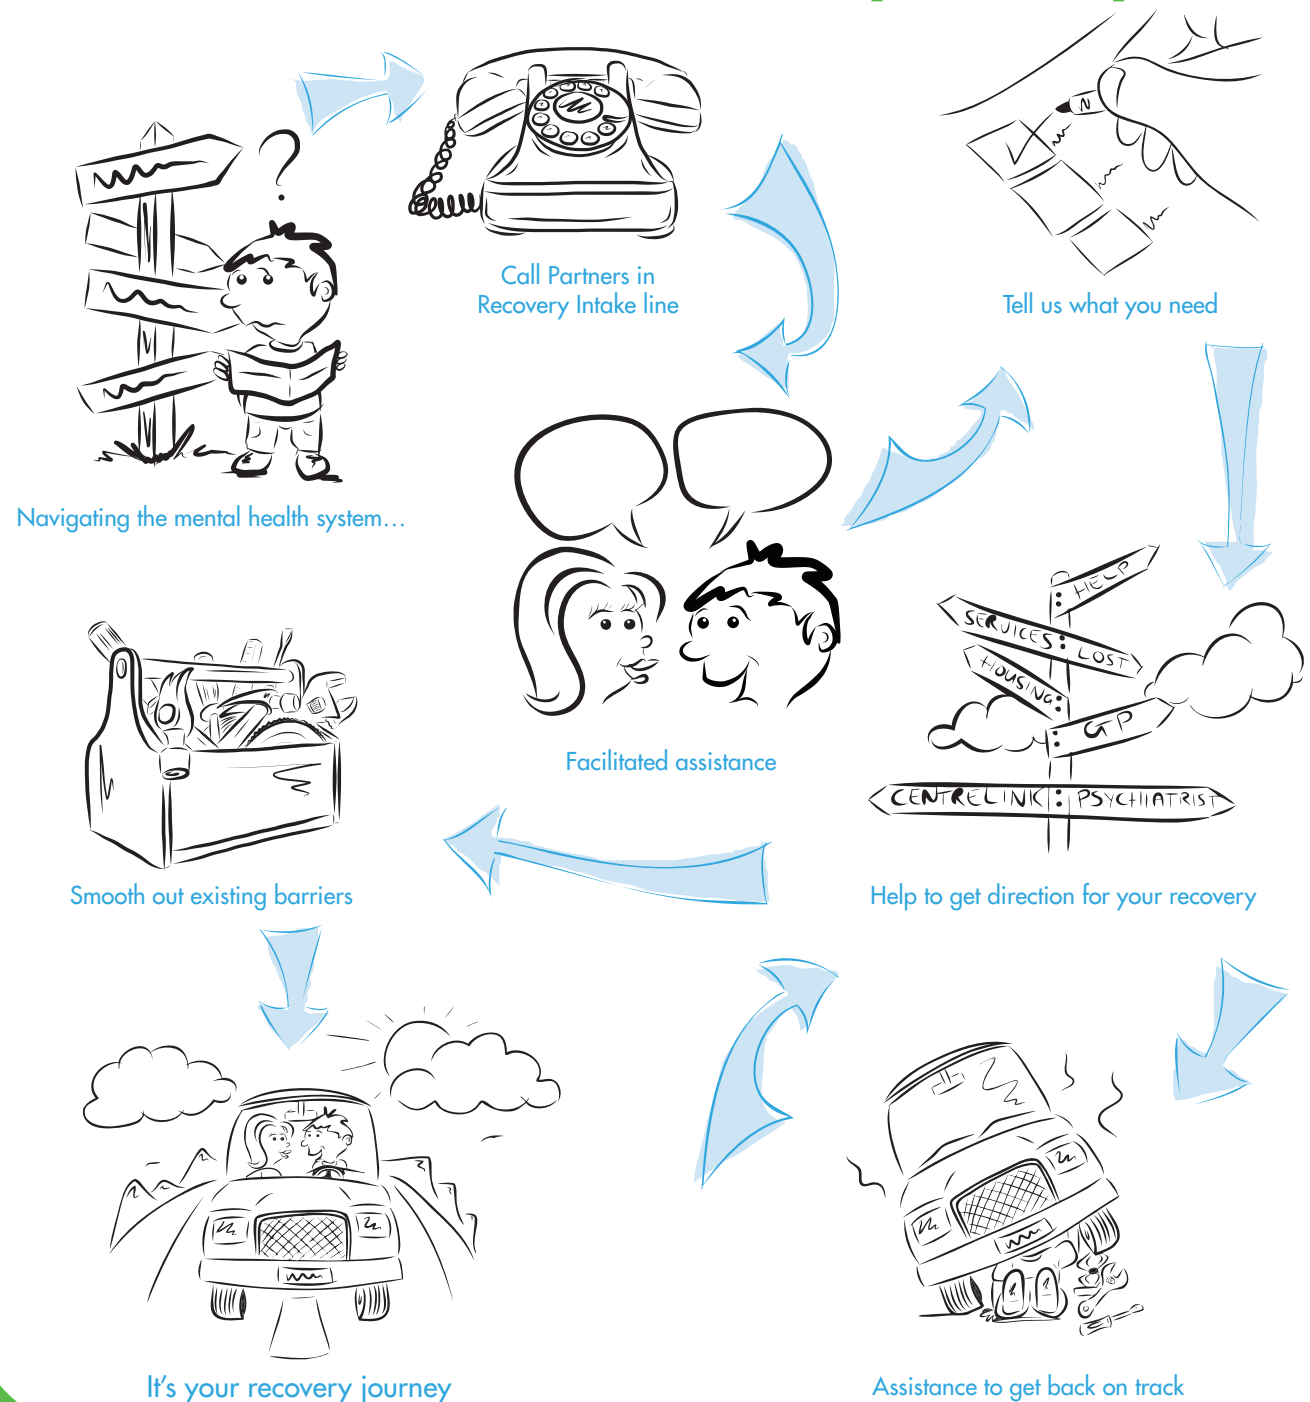 Call Partners in
Recovery Intake line
Tell us what you need
Navigating the mental health system...
HELP
SERVICES : LOST
HOUSING
GP
CENTRELINK : PSYCHIATRIST
Facilitated assistance
Smooth out existing barriers
Help to get direction for your recovery
It's your recovery journey
Assistance to get back on track